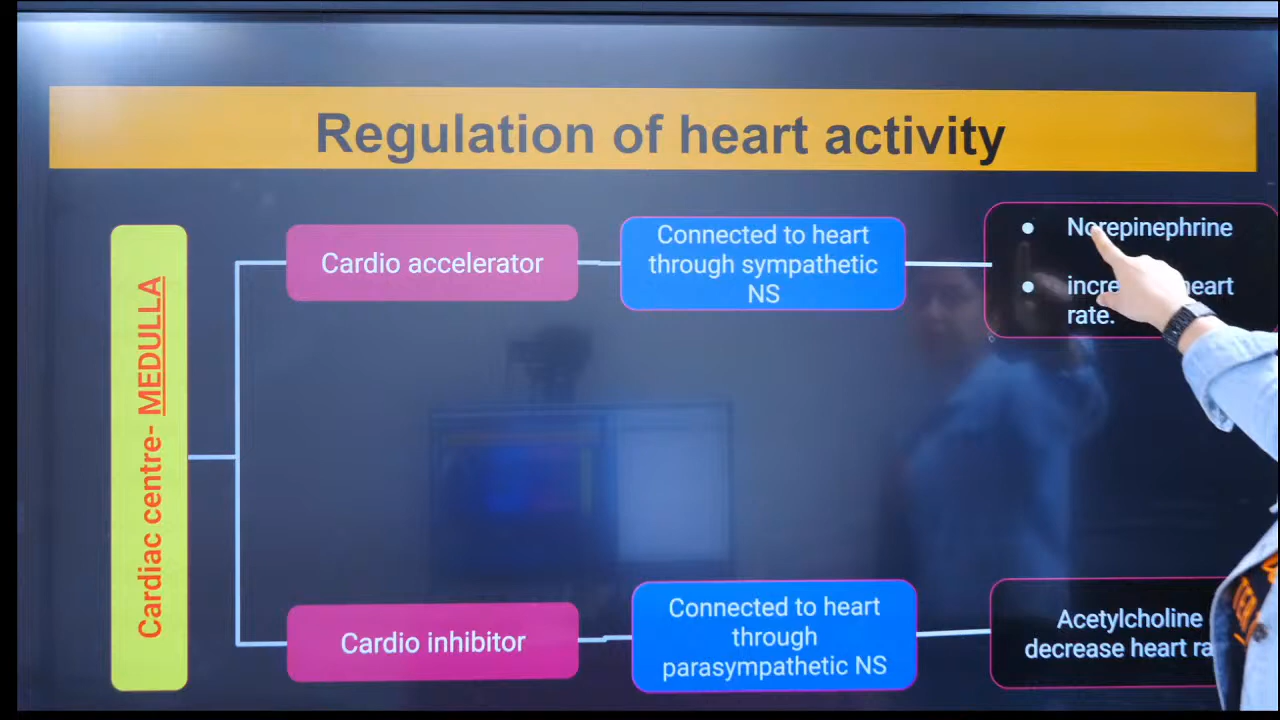 Regulation of heart activity
Cardiac centre- MEDULLA
Cardio accelerator
Connected to heart
through sympathetic
NS
Norepinephrine
heart
rate.
Cardio inhibitor
Connected to heart
through
parasympathetic NS
Acetylcholine
decrease heart